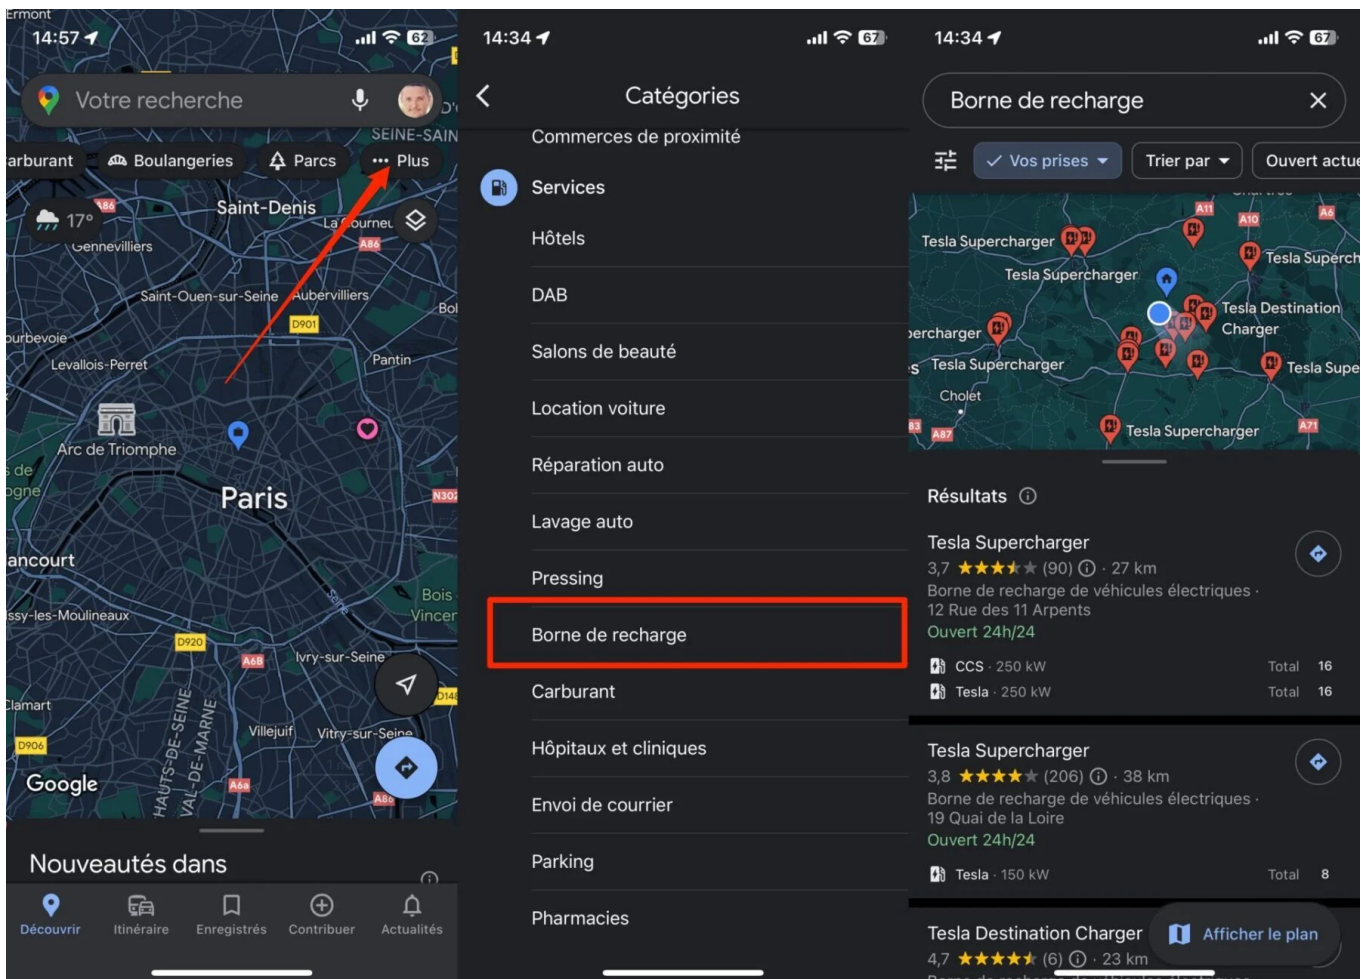 Ermont
14:57
62
Votre recherche
SEINE-SAIN
arburant
Boulangeries
Parcs
••• Plus
A86
17°
Saint-Denis
Gennevilliers
A86
Saint-Ouen-sur-Seine
Aubervilliers
D901
ourbevoie
Levallois-Perret
Pantin
Arc de Triomphe
Paris
N302
ancourt
Bois
Vincer
Seine
ssy-les-Moulineaux
D920
A6B
Ivry-sur-Seine
D148
Clamart
Villejuif
Vitry-sur-Seine
HAUTS-DE-SEINE
VAL-DE-MARNE
D906
Google
A6a
A86
Nouveautés dans
Découvrir
Itinéraire
Enregistrés
Contribuer
Actualités
14:34
67
Catégories
Commerces de proximité
Services
Hôtels
DAB
Salons de beauté
Location voiture
Réparation auto
Lavage auto
Pressing
Borne de recharge
Carburant
Hôpitaux et cliniques
Envoi de courrier
Parking
Pharmacies
14:34
67
Borne de recharge
Vos prises
Trier par
Ouvert actue
A11
A10
A6
Tesla Supercharger
Tesla Superch
Tesla Supercharger
Tesla Destination
Charger
percharger
Tesla Supercharger
Tesla Supe
Cholet
83
A87
Tesla Supercharger
A71
Résultats
Tesla Supercharger
3,7 ★★★★★ (90) · 27 km
Borne de recharge de véhicules électriques ·
12 Rue des 11 Arpents
Ouvert 24h/24
CCS · 250 kW Total 16
Tesla · 250 kW Total 16
Tesla Supercharger
3,8 ★★★★★ (206) · 38 km
Borne de recharge de véhicules électriques ·
19 Quai de la Loire
Ouvert 24h/24
Tesla · 150 kW Total 8
Tesla Destination Charger
4,7 ★★★★★ (6) · 23 km
Afficher le plan